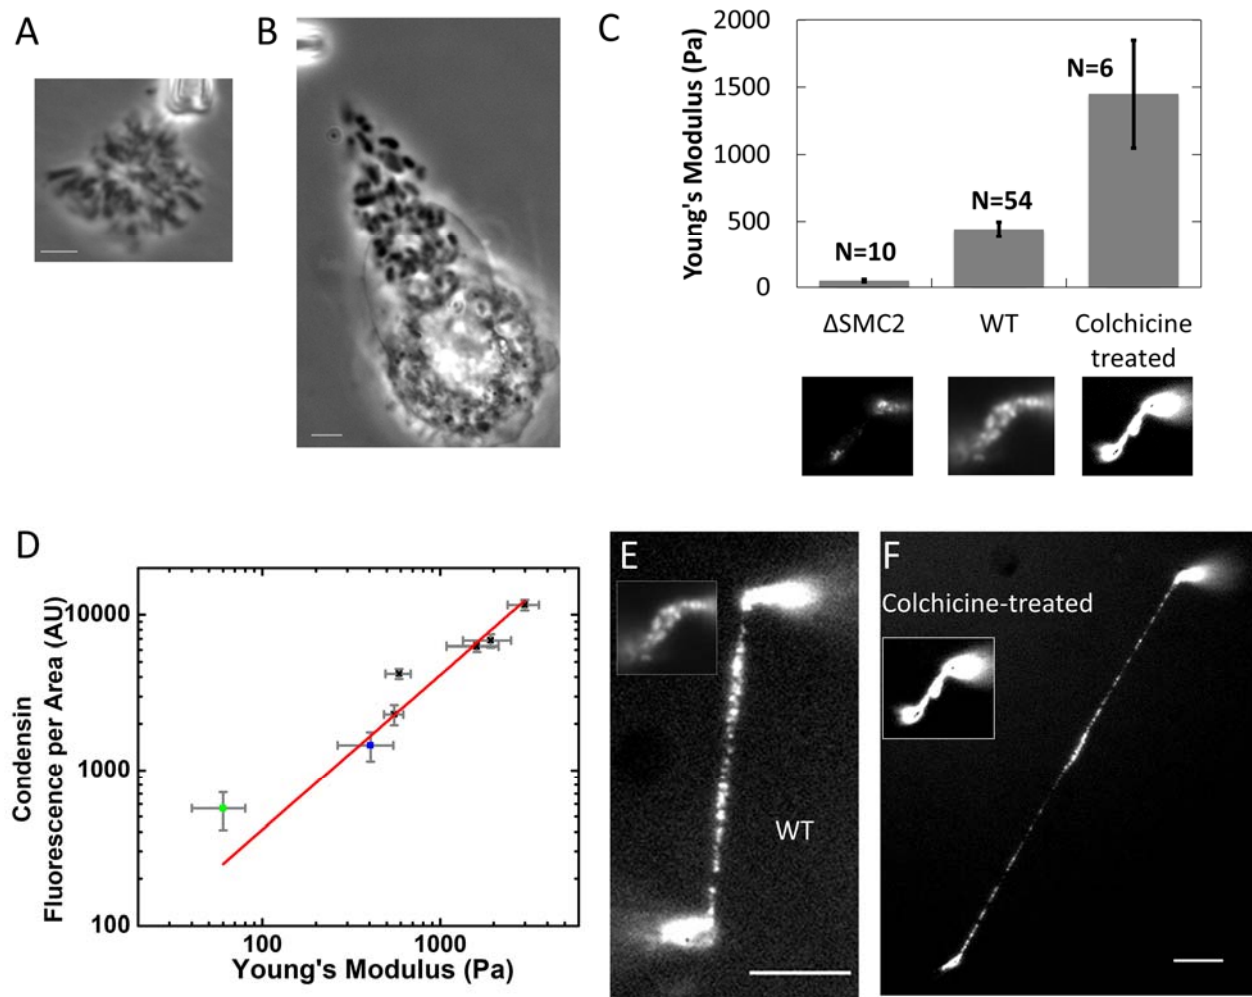 A
B
C
Young's Modulus (Pa)
2000
1500
1000
500
0
N=10
N=54
N=6
ΔSMC2
WT
Colchicine
treated
D
Condensin
Fluorescence per Area (AU)
10000
1000
100
100
1000
Young's Modulus (Pa)
E
WT
F
Colchicine-treated